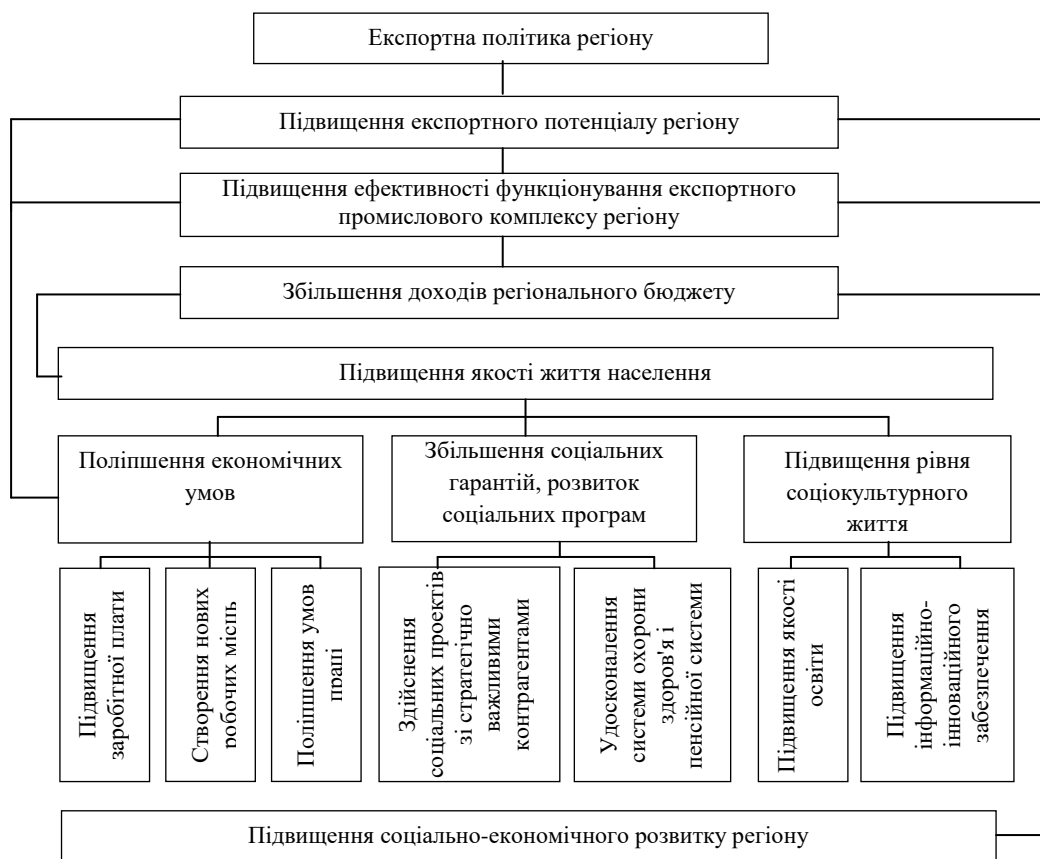 Експортна політика регіону
Підвищення експортного потенціалу регіону
Підвищення ефективності функціонування експортного
промислового комплексу регіону
Збільшення доходів регіонального бюджету
Підвищення якості життя населення
Поліпшення економічних
умов
Збільшення соціальних
гарантій, розвиток
соціальних програм
Підвищення рівня
соціокультурного
життя
Підвищення
заробітної плати
Створення нових
робочих місць
Поліпшення умов
праці
Здійснення
соціальних проектів
зі стратегічно
важливими
контрагентами
Удосконалення
системи охорони
здоров'я і
пенсійної системи
Підвищення якості
освіти
Підвищення
інформаційно-
інноваційного
забезпечення
Підвищення соціально-економічного розвитку регіону